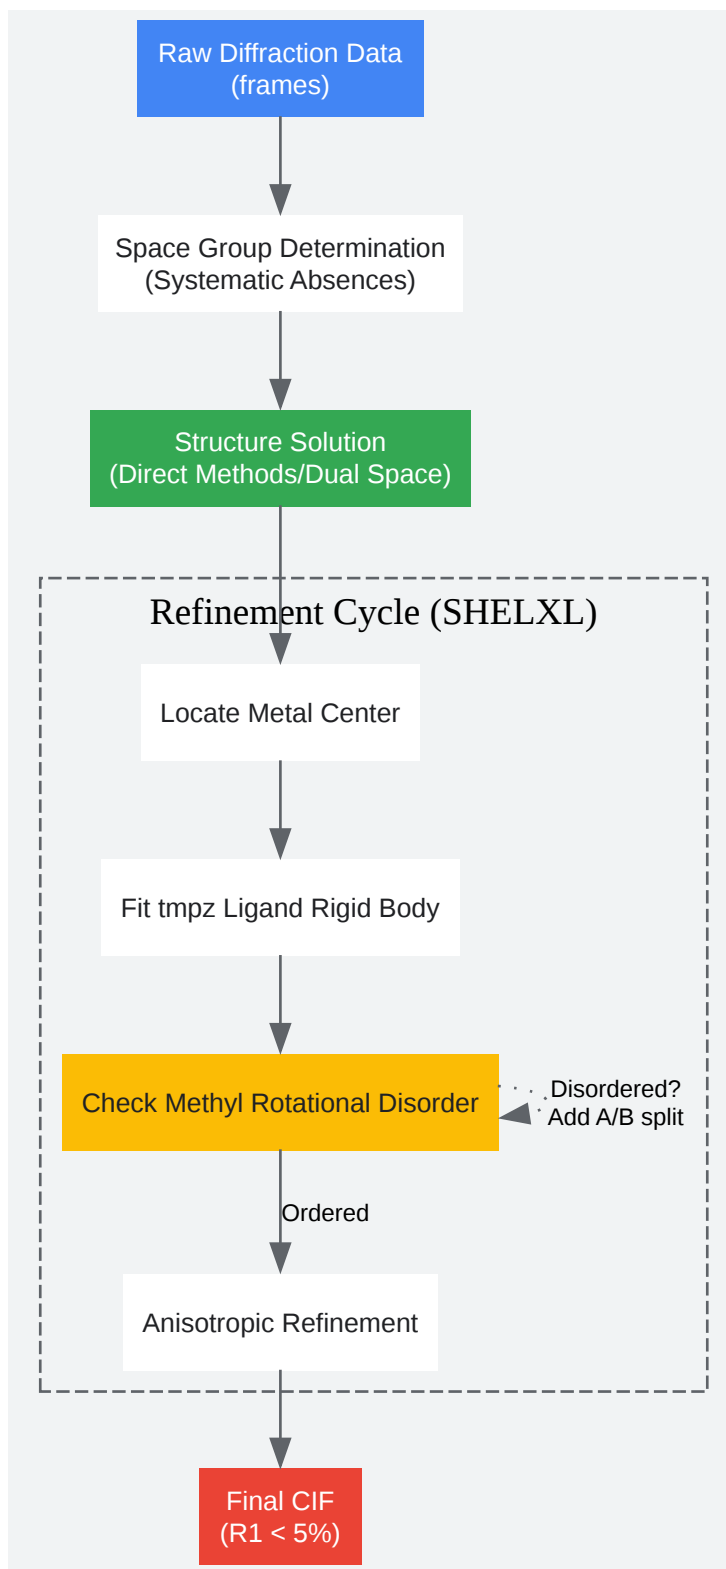 Raw Diffraction Data
(frames)
Space Group Determination
(Systematic Absences)
Structure Solution
(Direct Methods/Dual Space)
Refinement Cycle (SHELXL)
Locate Metal Center
Fit tmpz Ligand Rigid Body
Check Methyl Rotational Disorder
Disordered?
Add A/B split
Ordered
Anisotropic Refinement
Final CIF
(R1 < 5%)